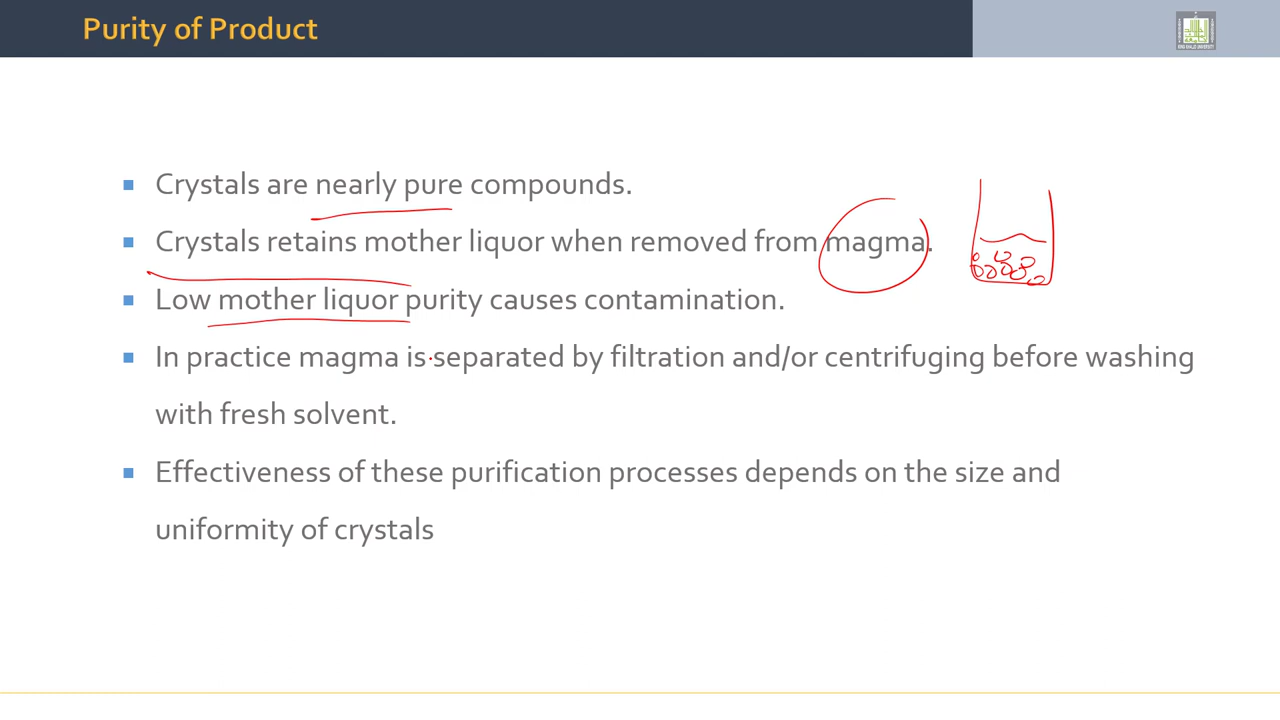 Purity of Product
▪ Crystals are nearly pure compounds.
▪ Crystals retains mother liquor when removed from magma.
▪ Low mother liquor purity causes contamination.
▪ In practice magma is separated by filtration and/or centrifuging before washing
with fresh solvent.
▪ Effectiveness of these purification processes depends on the size and
uniformity of crystals